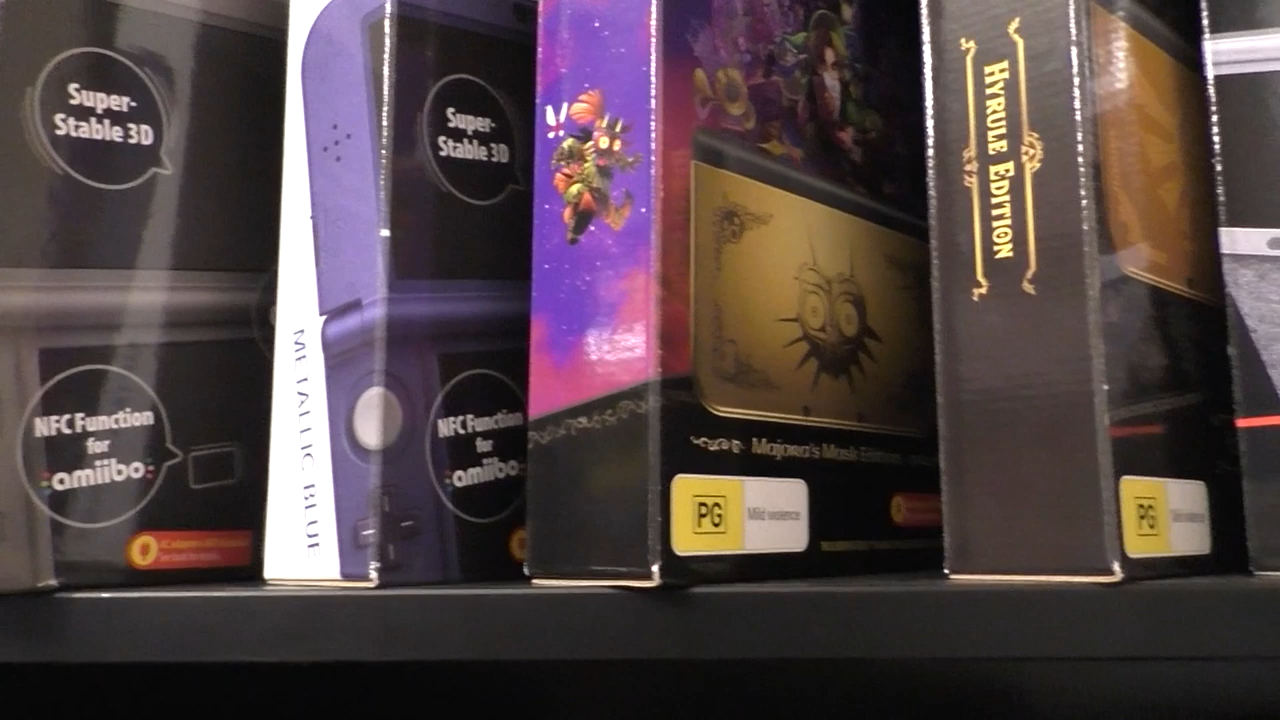 Super-
Stable 3D
NFC Function
for
amiibo
METALLIC BLUE
Super-
Stable 3D
NFC Function
for
amiibo
Majora's Mask Edition
PG
Mild violence
HYRULE EDITION
PG